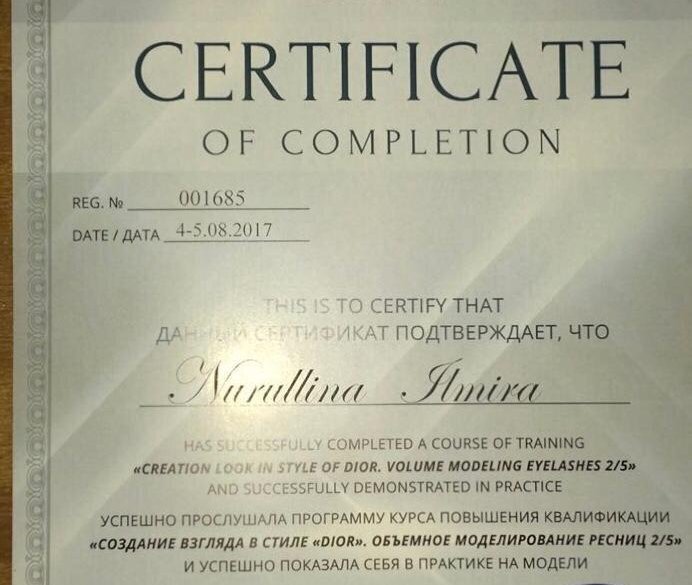 CERTIFICATE
OF COMPLETION
REG. № 001685
DATE / ДАТА 4-5.08.2017
THIS IS TO CERTIFY THAT
ДАННЫЙ СЕРТИФИКАТ ПОДТВЕРЖДАЕТ, ЧТО
Nurullina Ilmira
HAS SUCCESSFULLY COMPLETED A COURSE OF TRAINING
«CREATION LOOK IN STYLE OF DIOR. VOLUME MODELING EYELASHES 2/5»
AND SUCCESSFULLY DEMONSTRATED IN PRACTICE
УСПЕШНО ПРОСЛУШАЛА ПРОГРАММУ КУРСА ПОВЫШЕНИЯ КВАЛИФИКАЦИИ
«СОЗДАНИЕ ВЗГЛЯДА В СТИЛЕ «DIOR». ОБЪЕМНОЕ МОДЕЛИРОВАНИЕ РЕСНИЦ 2/5»
И УСПЕШНО ПОКАЗАЛА СЕБЯ В ПРАКТИКЕ НА МОДЕЛИ